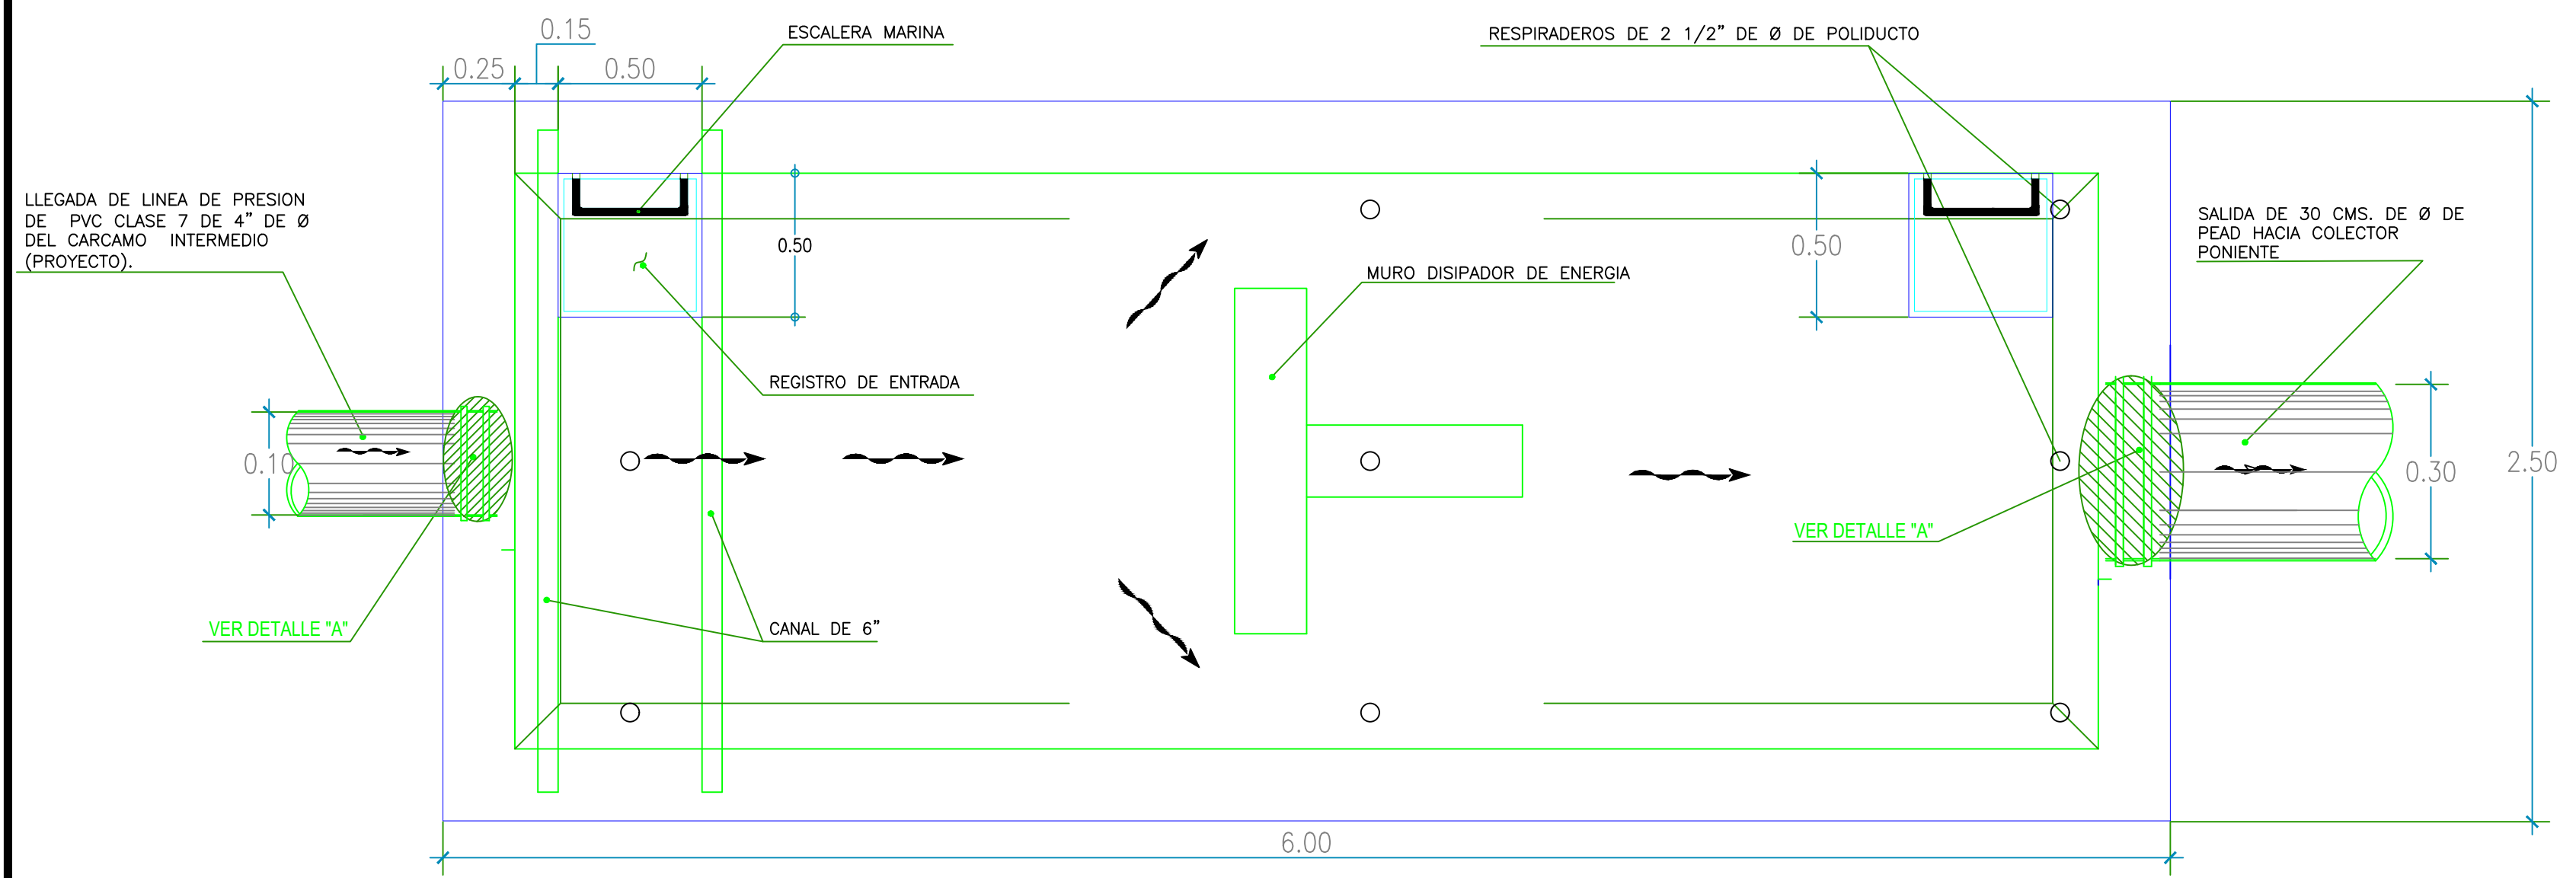 0.15
ESCALERA MARINA
RESPIRADEROS DE 2 1/2” DE Ø DE POLIDUCTO
0.25
0.50
LLEGADA DE LINEA DE PRESION
DE PVC CLASE 7 DE 4” DE Ø
DEL CARCAMO INTERMEDIO
(PROYECTO).
0.50
0.50
SALIDA DE 30 CMS. DE Ø DE
PEAD HACIA COLECTOR
PONIENTE
MURO DISIPADOR DE ENERGIA
REGISTRO DE ENTRADA
0.10
0.30
2.50
VER DETALLE "A"
VER DETALLE "A"
CANAL DE 6”
6.00